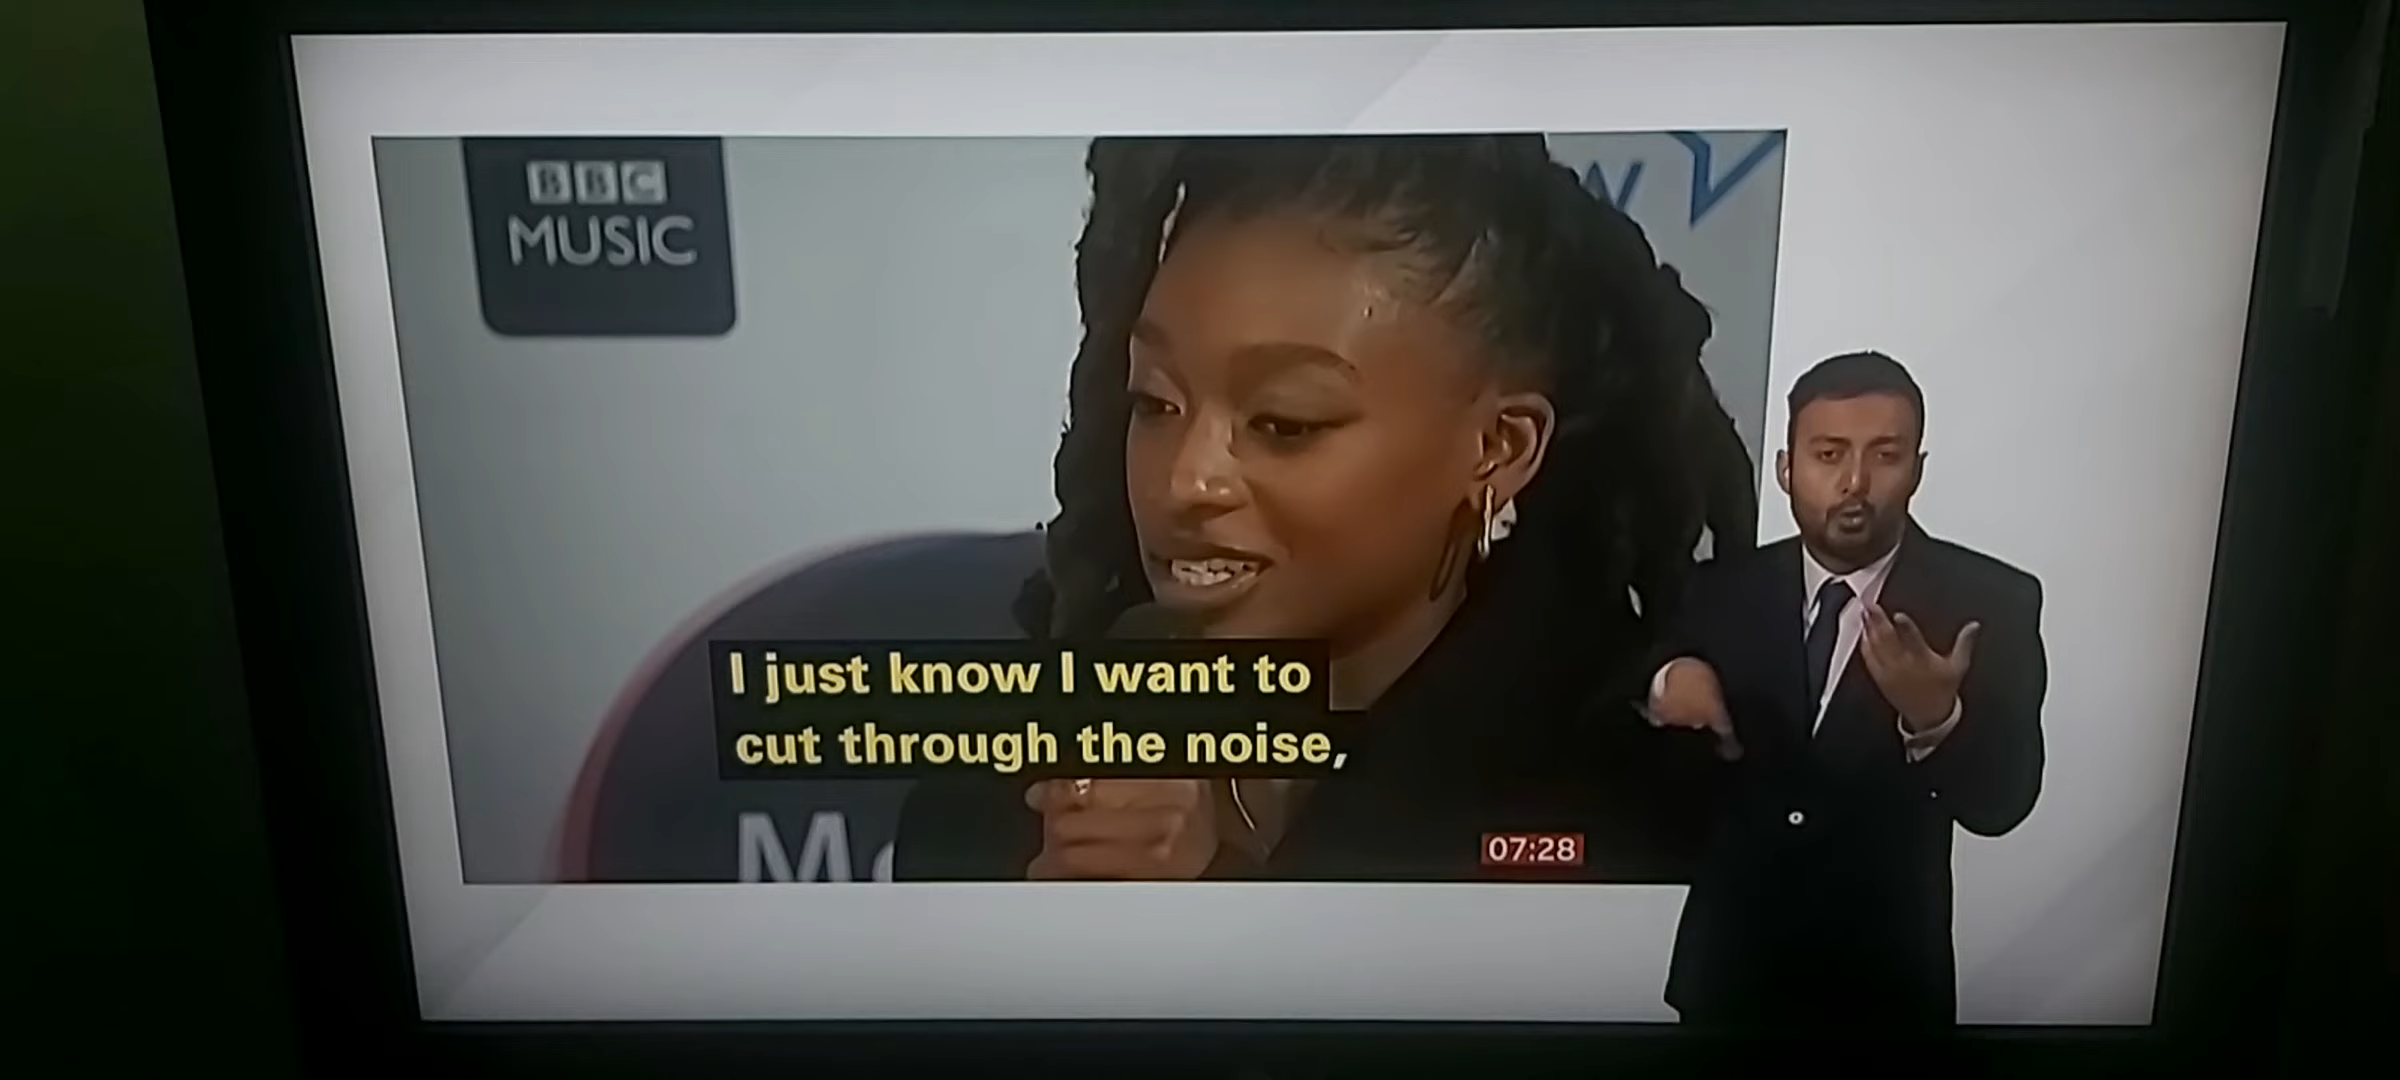 BBC
MUSIC
I just know I want to
cut through the noise,
07:28